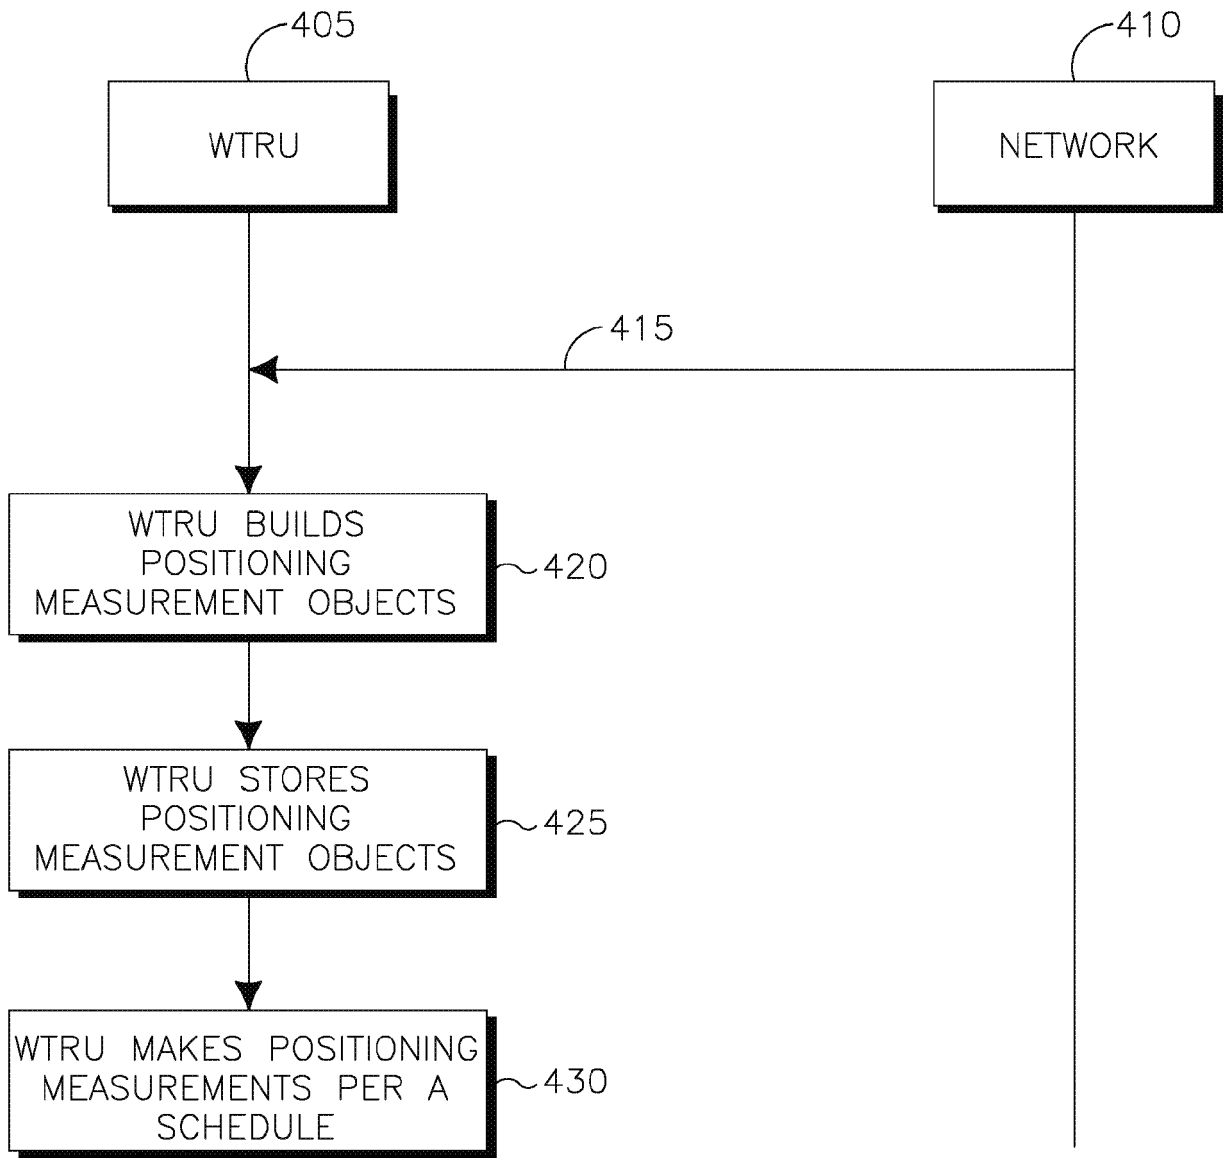 405
410
WTRU
NETWORK
415
WTRU BUILDS
POSITIONING
MEASUREMENT OBJECTS
420
WTRU STORES
POSITIONING
MEASUREMENT OBJECTS
425
WTRU MAKES POSITIONING
MEASUREMENTS PER A
SCHEDULE
430